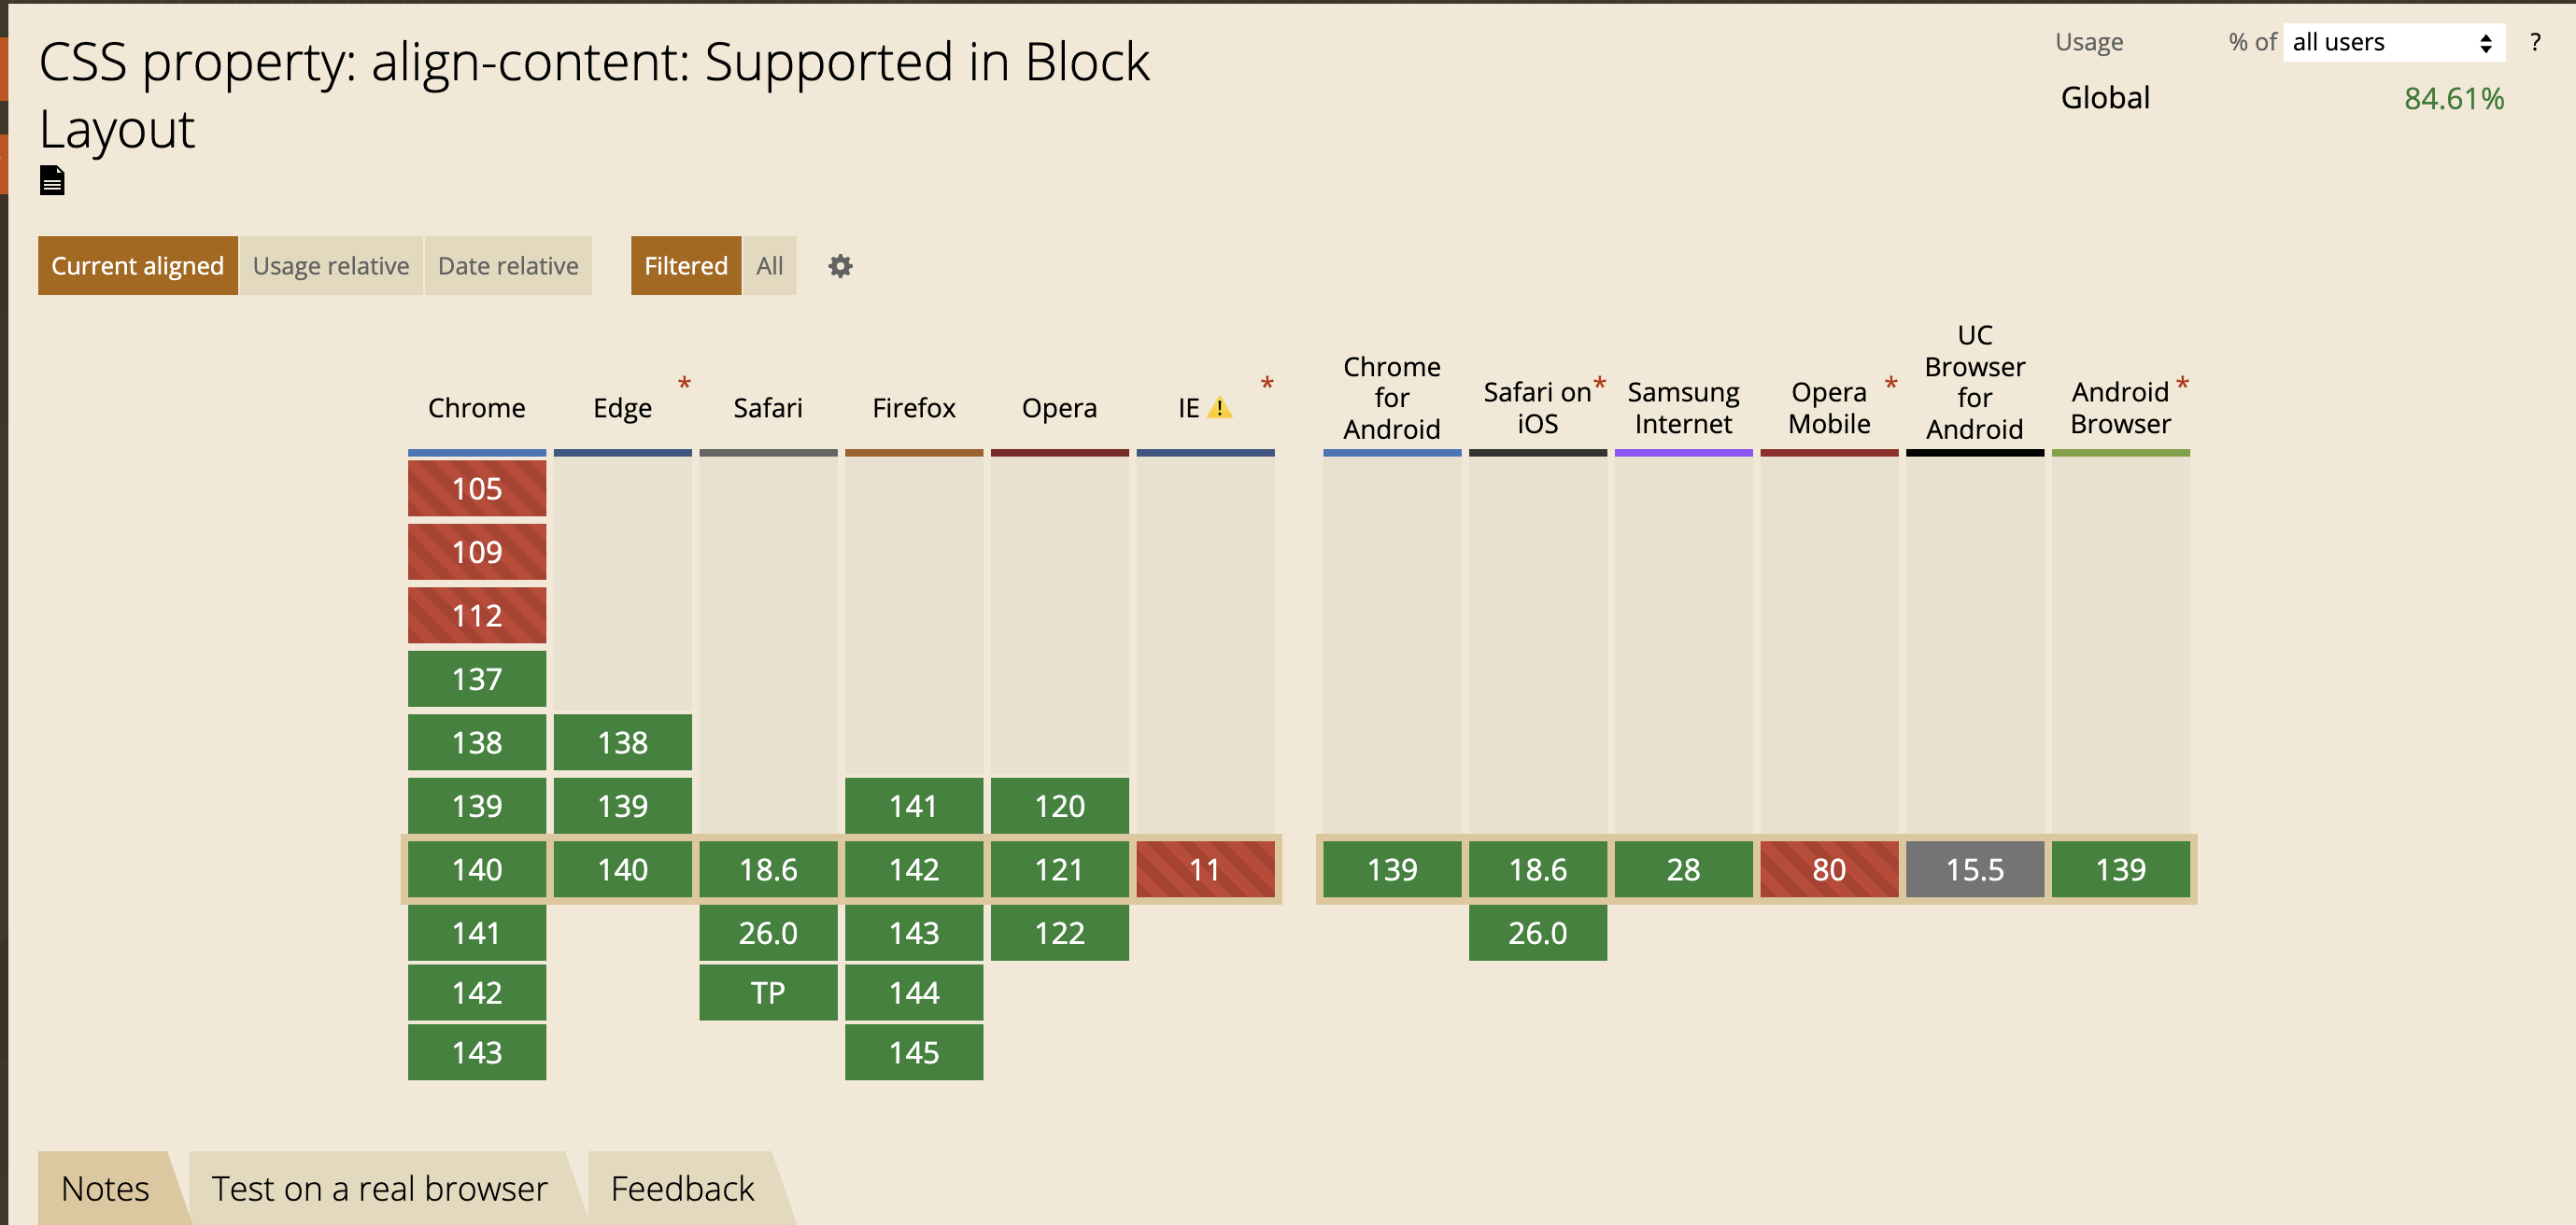 CSS property: align-content: Supported in Block
Layout
Usage % of all users ?
Global 84.61%
Current aligned Usage relative Date relative Filtered All
Chrome Edge * Safari Firefox Opera IE * Chrome for Android Safari on iOS * Samsung Internet Opera Mobile * UC Browser for Android Android Browser *
105
109
112
137
138 138
139 139 141 120
140 140 18.6 142 121 11 139 18.6 28 80 15.5 139
141 26.0 143 122 26.0
142 TP 144
143 145
Notes Test on a real browser Feedback